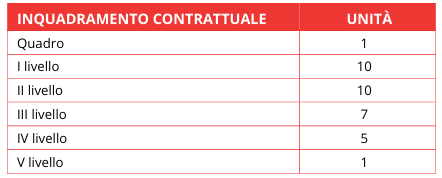 INQUADRAMENTO CONTRATTUALE UNITÀ
Quadro 1
I livello 10
II livello 10
III livello 7
IV livello 5
V livello 1